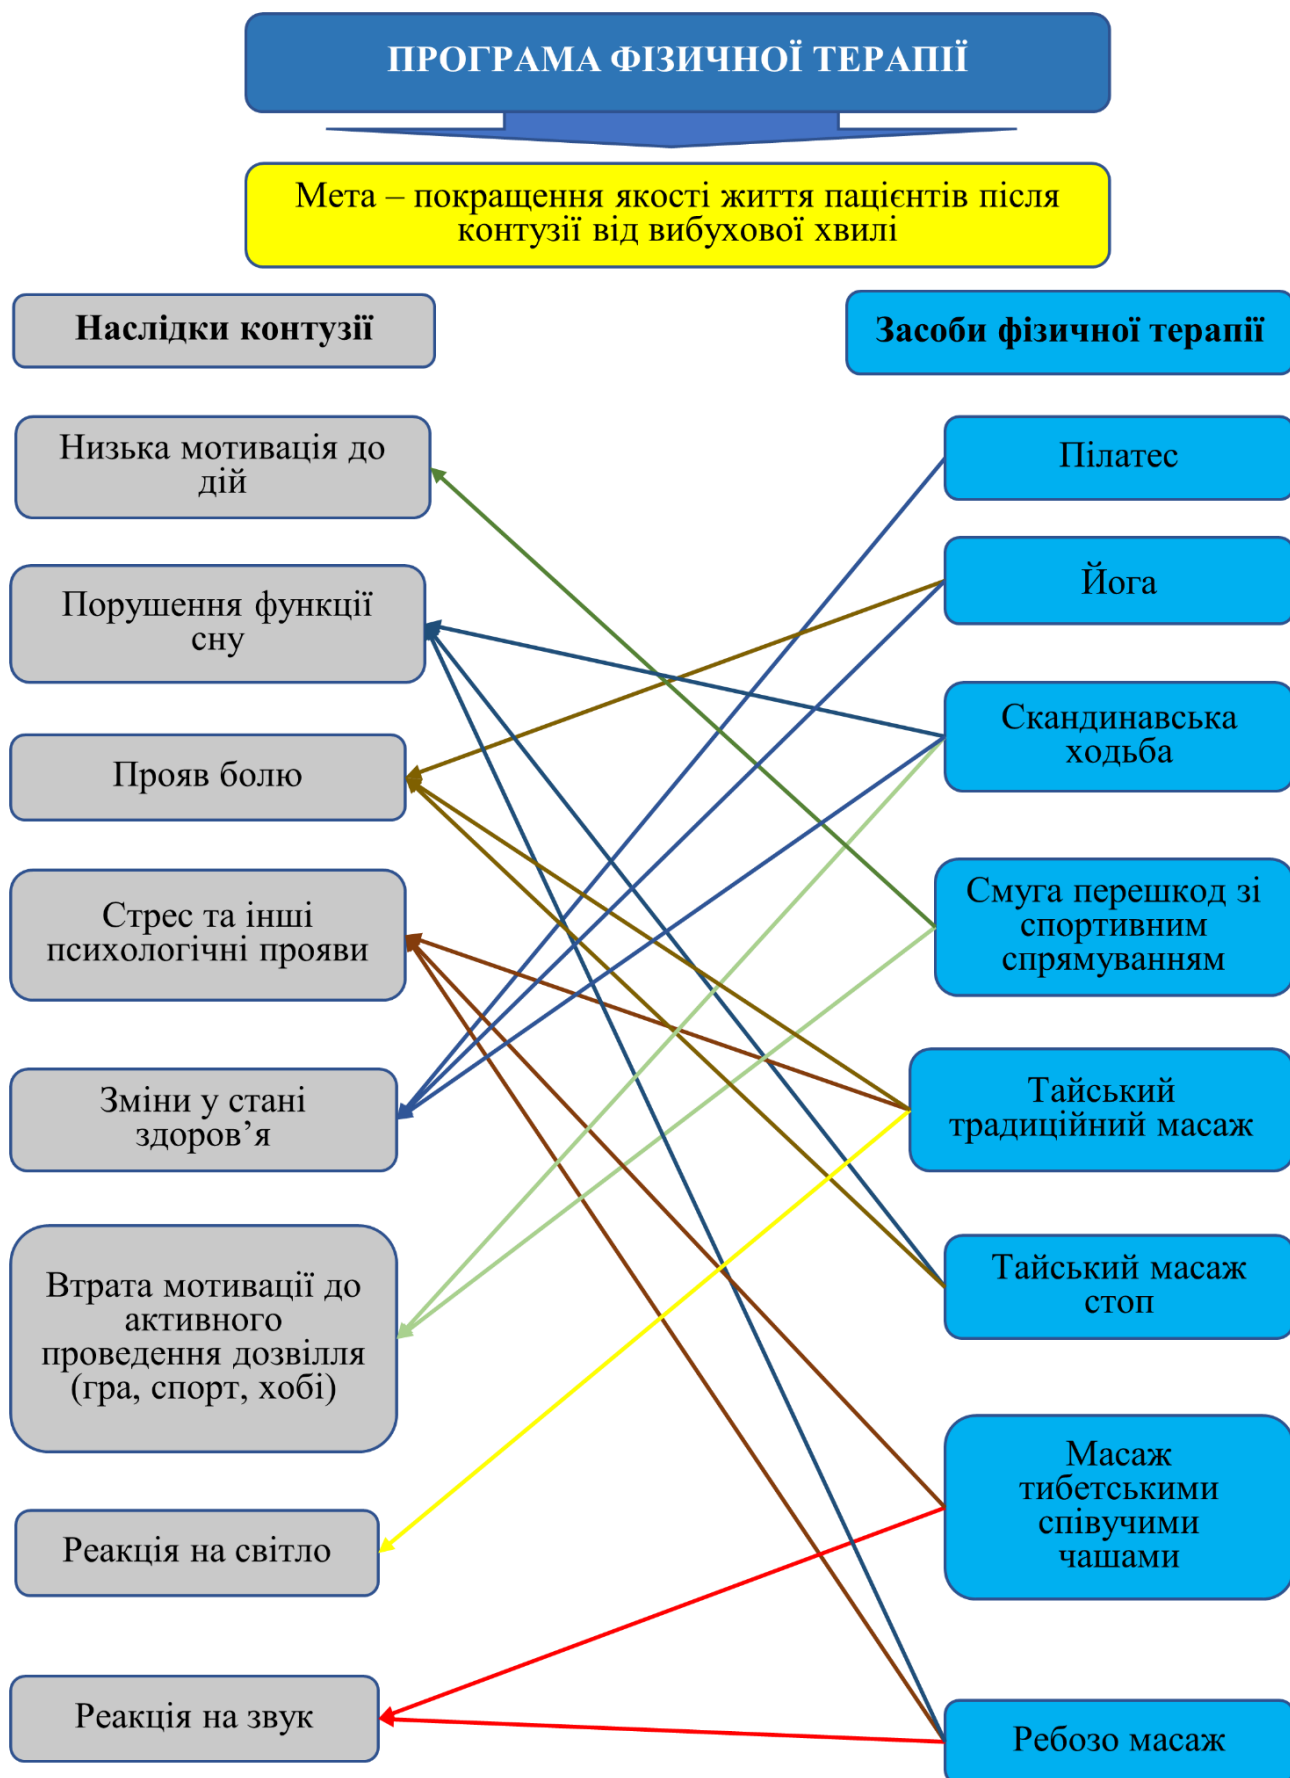 ПРОГРАМА ФІЗИЧНОЇ ТЕРАПІЇ
Мета – покращення якості життя пацієнтів після
контузії від вибухової хвилі
Наслідки контузії
Засоби фізичної терапії
Низька мотивація до
дій
Порушення функції
сну
Прояв болю
Стрес та інші
психологічні прояви
Зміни у стані
здоров’я
Втрата мотивації до
активного
проведення дозвілля
(гра, спорт, хобі)
Реакція на світло
Реакція на звук
Пілатес
Йога
Скандинавська
ходьба
Смуга перешкод зі
спортивним
спрямуванням
Тайський
традиційний масаж
Тайський масаж
стоп
Масаж
тибетськими
співучими
чашами
Ребозо масаж